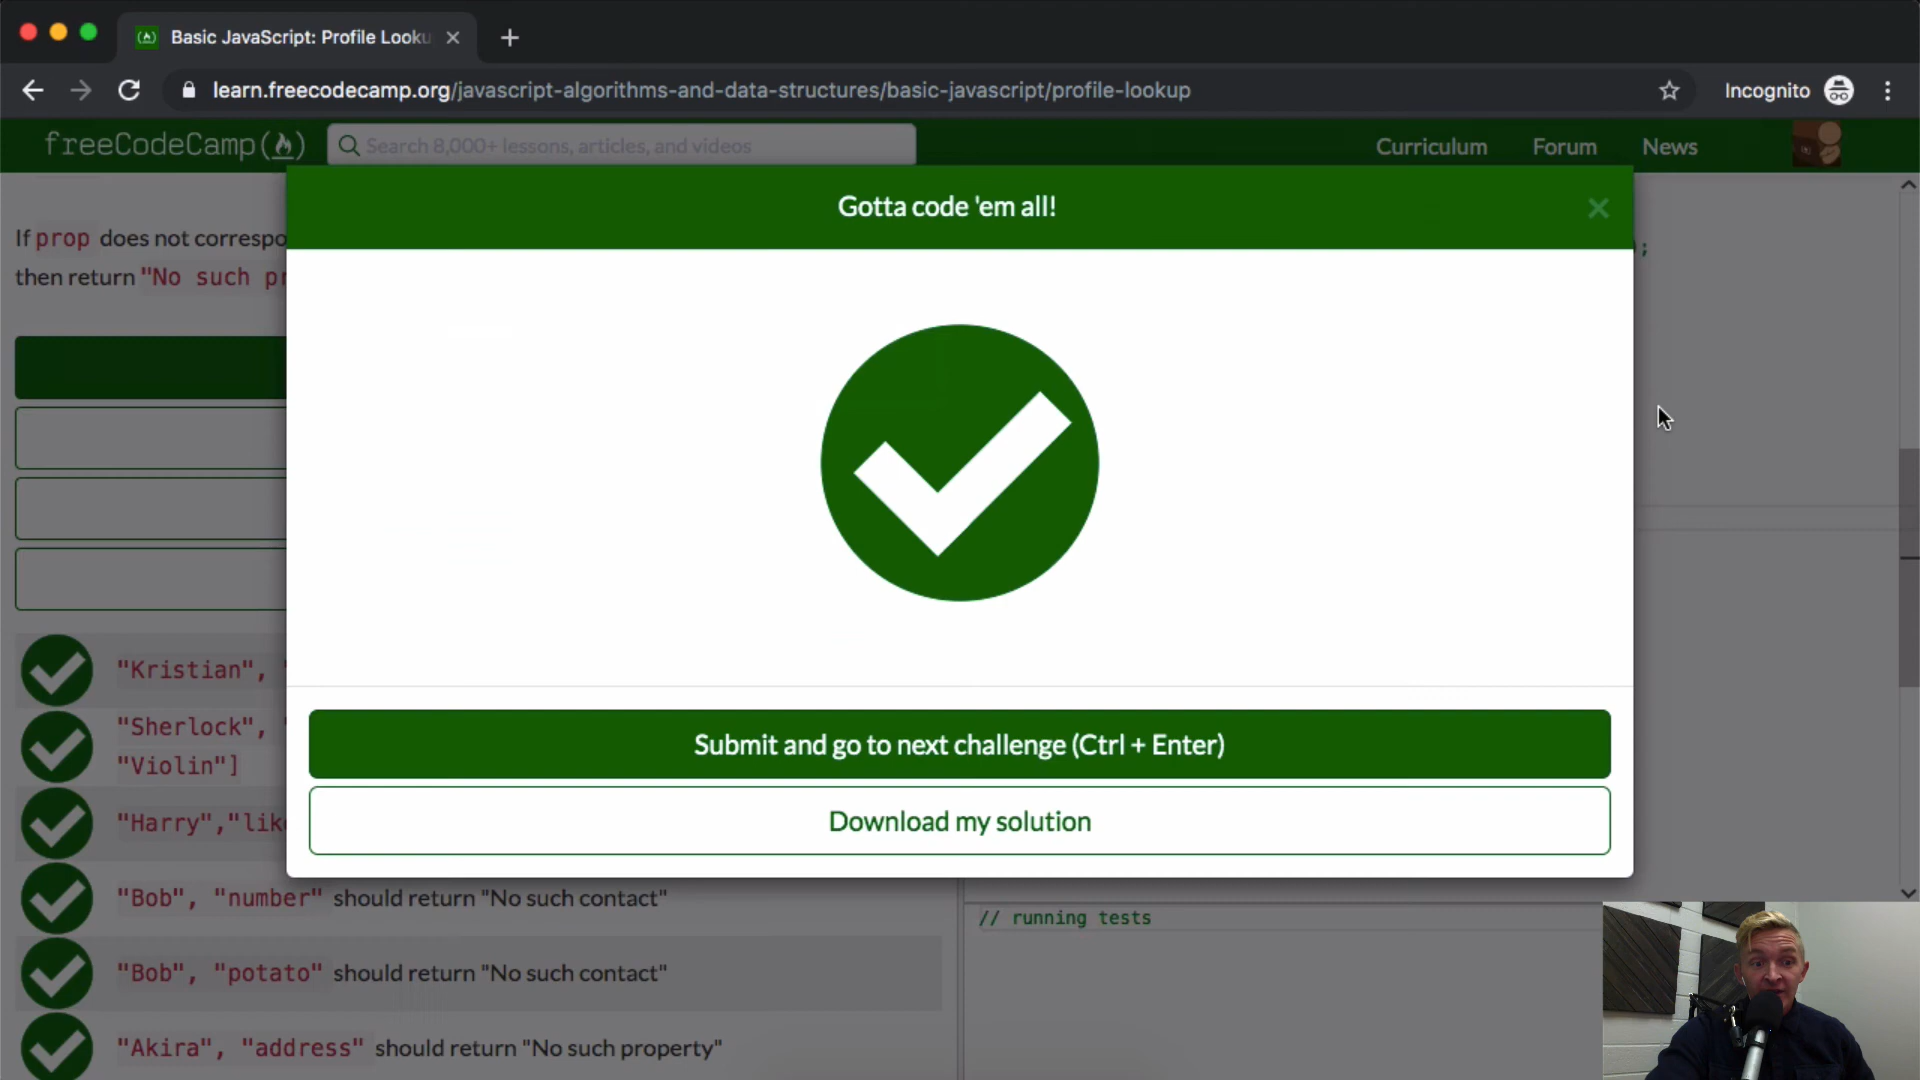 Basic JavaScript: Profile Looku
learn.freecodecamp.org/javascript-algorithms-and-data-structures/basic-javascript/profile-lookup
Incognito
freeCodeCamp
Search 8,000+ lessons, articles, and videos
Curriculum
Forum
News
Gotta code 'em all!
If prop does not correspo
then return "No such pr
;
"Kristian", "
"Sherlock", "
"Violin"]
"Harry","lik
Submit and go to next challenge (Ctrl + Enter)
Download my solution
"Bob", "number" should return "No such contact"
"Bob", "potato" should return "No such contact"
"Akira", "address" should return "No such property"
// running tests